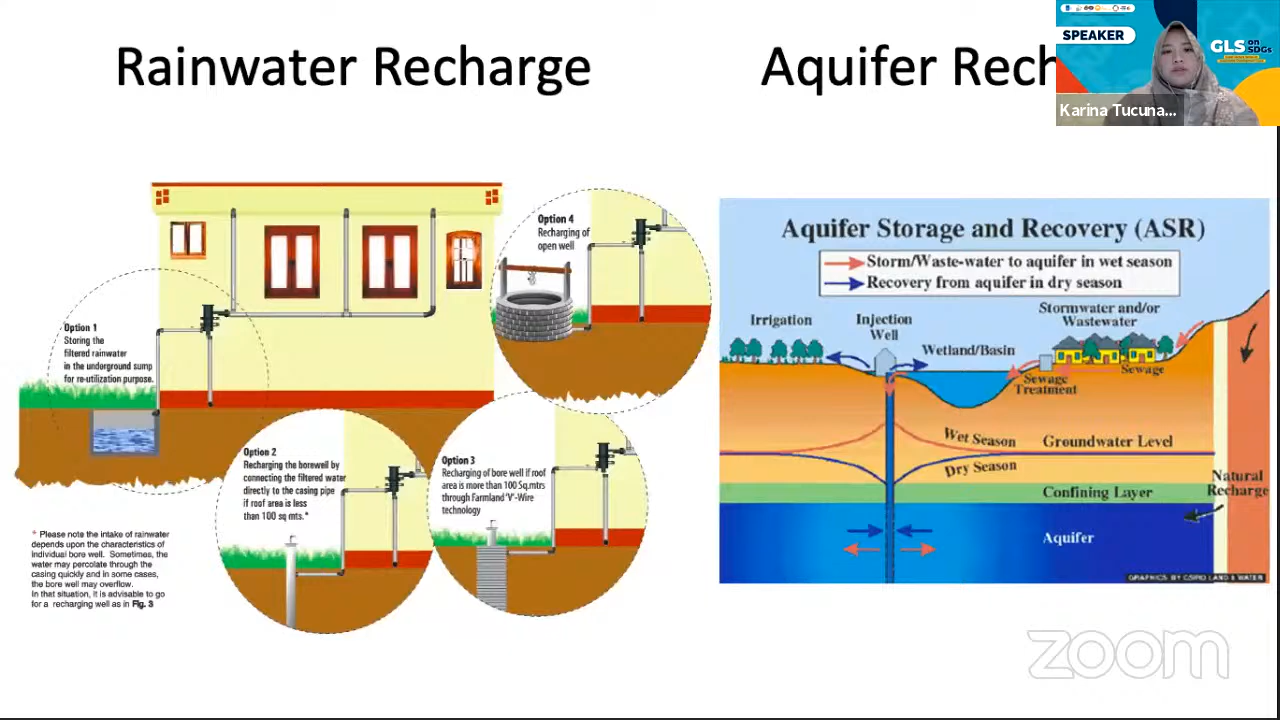 Rainwater Recharge
Aquifer Rech
SPEAKER
GLS on SDGs
Karina Tucuna...
Option 1
Storing the
filtered rainwater
in the underground sump
for re-utilization purpose.
Option 4
Recharging of
open well
Option 2
Recharging the borewell by
connecting the filtered water
directly to the casing pipe
if roof area is less
than 100 sq mts.*
Option 3
Recharging of bore well if roof
area is more than 100 Sq.mtrs
through Farmland 'V'-Wire
technology
* Please note the intake of rainwater
depends upon the characteristics of
individual bore well. Sometimes, the
water may percolate through the
casing quickly and in some cases,
the bore well may overflow.
In that situation, it is advisable to go
for a recharging well as in Fig. 3
Aquifer Storage and Recovery (ASR)
Storm/Waste-water to aquifer in wet season
Recovery from aquifer in dry season
Irrigation
Injection
Well
Wetland/Basin
Stormwater and/or
Wastewater
Sewage
Sewage
Treatment
Wet Season
Groundwater Level
Dry Season
Confining Layer
Natural
Recharge
Aquifer
GRAPHICS BY CSIRO LAND & WATER
zoom